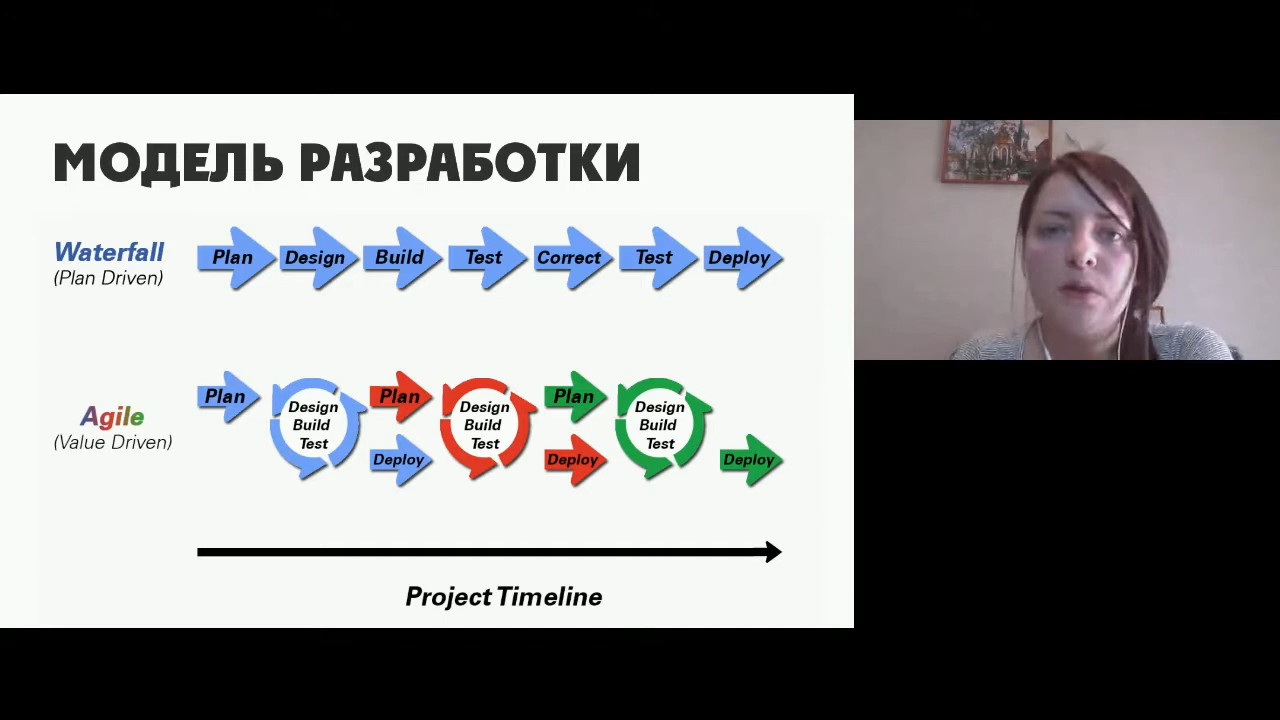 МОДЕЛЬ РАЗРАБОТКИ
Waterfall
(Plan Driven)
Plan
Design
Build
Test
Correct
Test
Deploy
Agile
(Value Driven)
Plan
Design
Build
Test
Plan
Deploy
Design
Build
Test
Plan
Deploy
Design
Build
Test
Deploy
Project Timeline